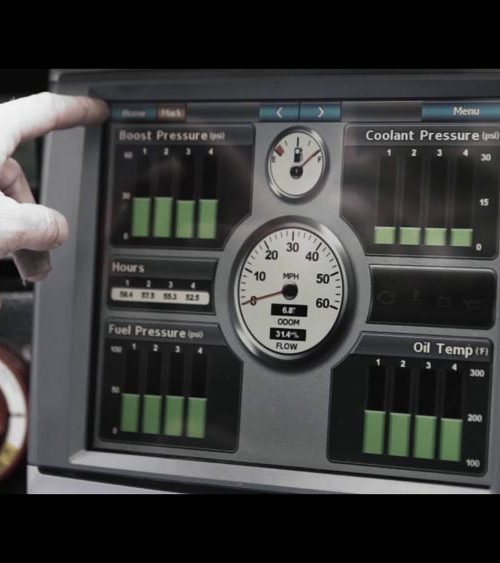 Home Mark < > Menu
Boost Pressure (psi)
1 2 3 4
60
30
0
Coolant Pressure (psi)
1 2 3 4
30
15
0
Hours
1 2 3 4
56.4 57.5 55.3 52.5
0 10 20 30 40 50 60
MPH
6.8
ODOM
31.4
FLOW
Fuel Pressure (psi)
1 2 3 4
100
50
0
Oil Temp (F)
1 2 3 4
300
200
100